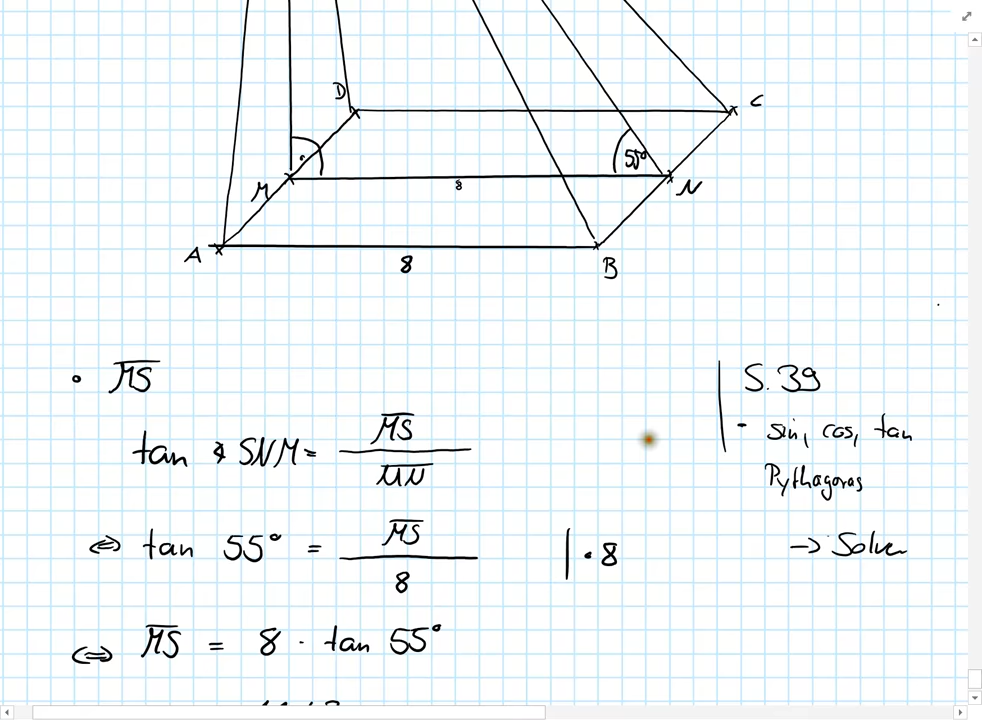 D
C
55°
M
8
N
A
8
B
• MS
tan ∢ SNM = MS / MN
⇔ tan 55° = MS / 8 | · 8
⇔ MS = 8 · tan 55°
S. 39
- sin, cos, tan
Pythagoras
→ Solver